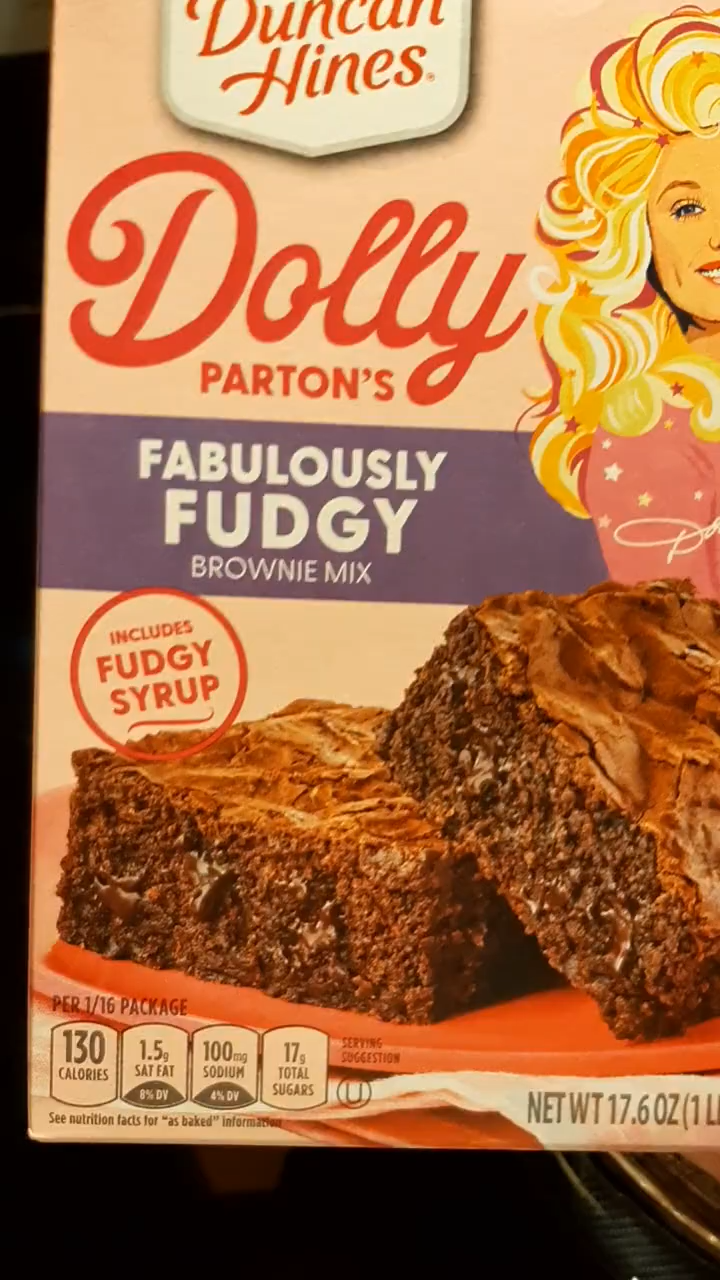 Duncan
Hines®
Dolly
PARTON'S
FABULOUSLY
FUDGY
BROWNIE MIX
INCLUDES
FUDGY
SYRUP
PER 1/16 PACKAGE
130
CALORIES
1.5g
SAT FAT
8% DV
100mg
SODIUM
4% DV
17g
TOTAL
SUGARS
SERVING
SUGGESTION
U
See nutrition facts for "as baked" information
NET WT 17.6 OZ (1 L